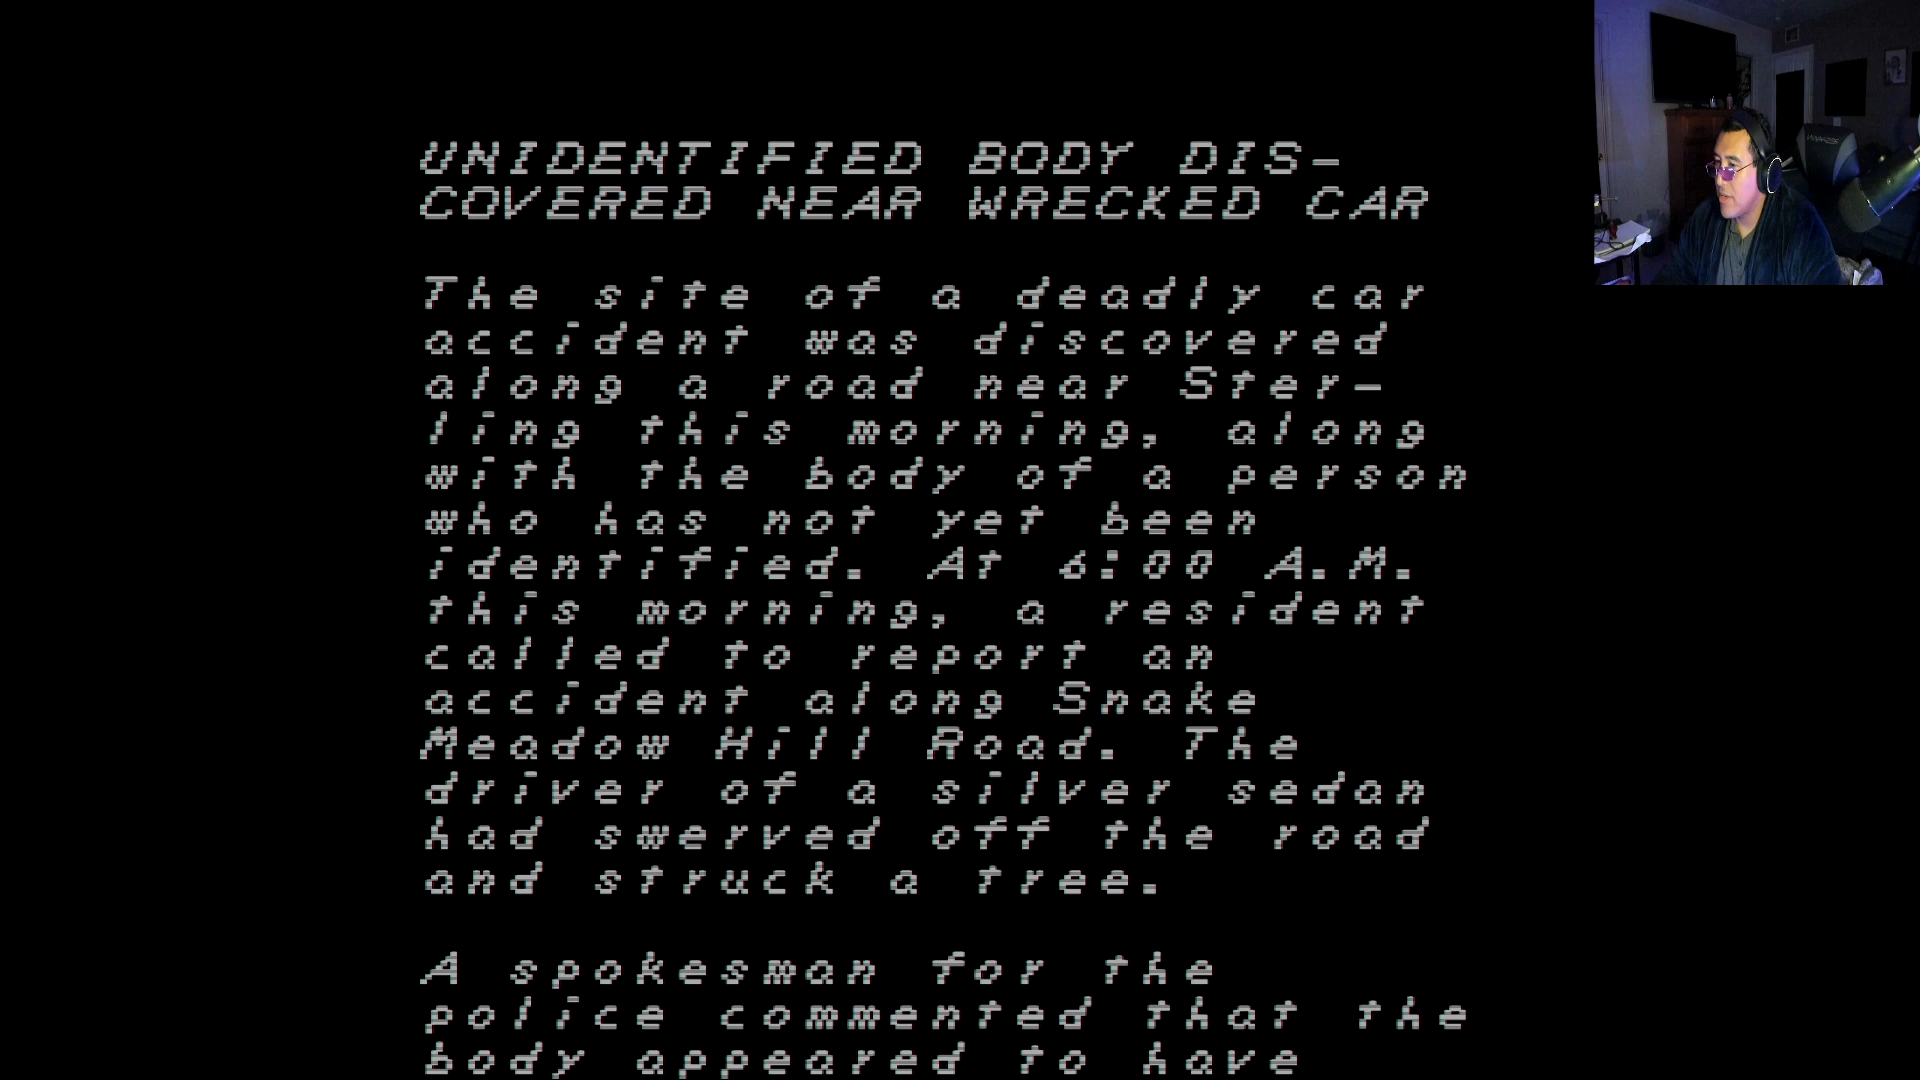 UNIDENTIFIED BODY DIS-
COVERED NEAR WRECKED CAR
The site of a deadly car
accident was discovered
along a road near Ster-
ling this morning, along
with the body of a person
who has not yet been
identified. At 6:00 A.M.
this morning, a resident
called to report an
accident along Snake
Meadow Hill Road. The
driver of a silver sedan
had swerved off the road
and struck a tree.
A spokesman for the
police commented that the
body appeared to have